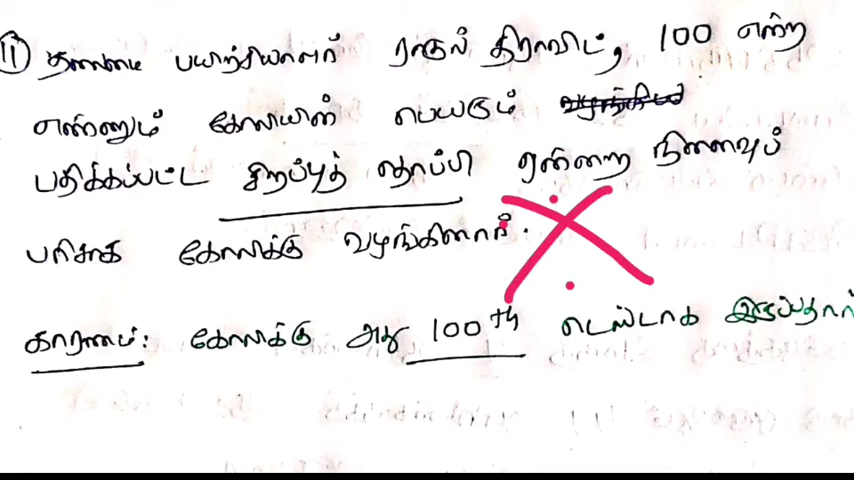 ⑪ தலைமை பயிற்சியாளர் ராகுல் திராவிட், 100 என்ற
எண்ணும் கோலியின் பெயரும்
பதிக்கப்பட்ட சிறப்புத் தொப்பி ஒன்றை நினைவுப்
பரிசாக கோலிக்கு வழங்கினார்.
காரணம்: கோலிக்கு அது 100th டெஸ்டாக இருப்பதால்